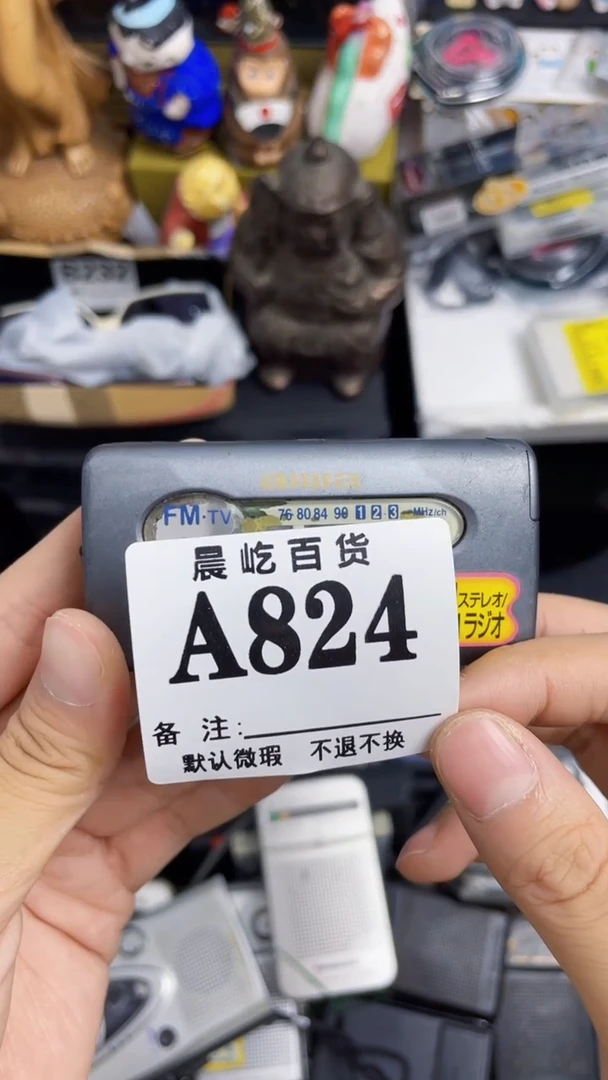 FM·TV 76 80 84 90 1 2 3 MHz/ch
ステレオ/
ラジオ
晨屹百货
A824
备 注:
默认微瑕 不退不换